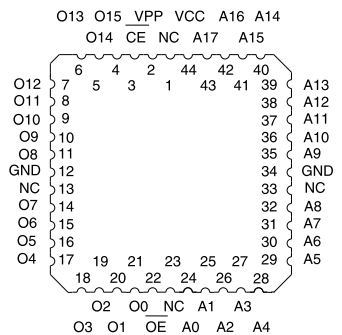 O13 O15 VPP VCC A16 A14
O14 CE NC A17 A15
6 4 2 44 42 40
5 3 1 43 41
O12 7 39 A13
O11 8 38 A12
O10 9 37 A11
O9 10 36 A10
O8 11 35 A9
GND 12 34 GND
NC 13 33 NC
O7 14 32 A8
O6 15 31 A7
O5 16 30 A6
O4 17 29 A5
19 21 23 25 27
18 20 22 24 26 28
O2 O0 NC A1 A3
O3 O1 OE A0 A2 A4